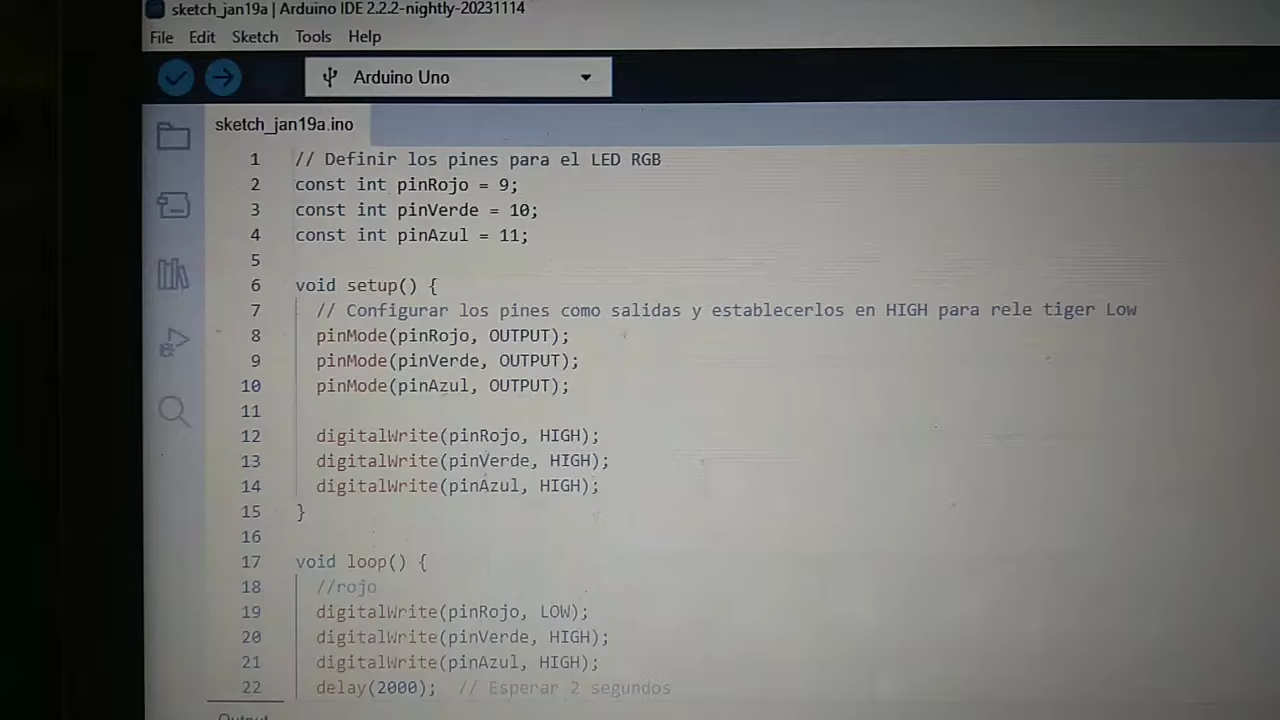 sketch_jan19a | Arduino IDE 2.2.2-nightly-20231114
File Edit Sketch Tools Help
Arduino Uno
sketch_jan19a.ino
1 // Definir los pines para el LED RGB
2 const int pinRojo = 9;
3 const int pinVerde = 10;
4 const int pinAzul = 11;
5
6 void setup() {
7 // Configurar los pines como salidas y establecerlos en HIGH para rele tiger Low
8 pinMode(pinRojo, OUTPUT);
9 pinMode(pinVerde, OUTPUT);
10 pinMode(pinAzul, OUTPUT);
11
12 digitalWrite(pinRojo, HIGH);
13 digitalWrite(pinVerde, HIGH);
14 digitalWrite(pinAzul, HIGH);
15 }
16
17 void loop() {
18 //rojo
19 digitalWrite(pinRojo, LOW);
20 digitalWrite(pinVerde, HIGH);
21 digitalWrite(pinAzul, HIGH);
22 delay(2000); // Esperar 2 segundos
Output